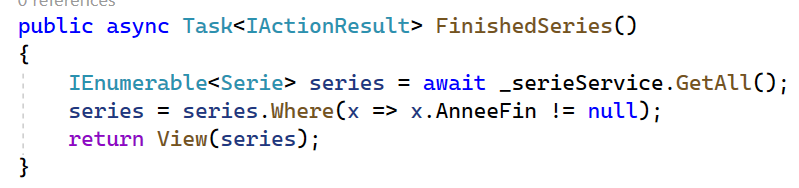 0 references
public async Task<IActionResult> FinishedSeries()
{
    IEnumerable<Serie> series = await _serieService.GetAll();
    series = series.Where(x => x.AnneeFin != null);
    return View(series);
}